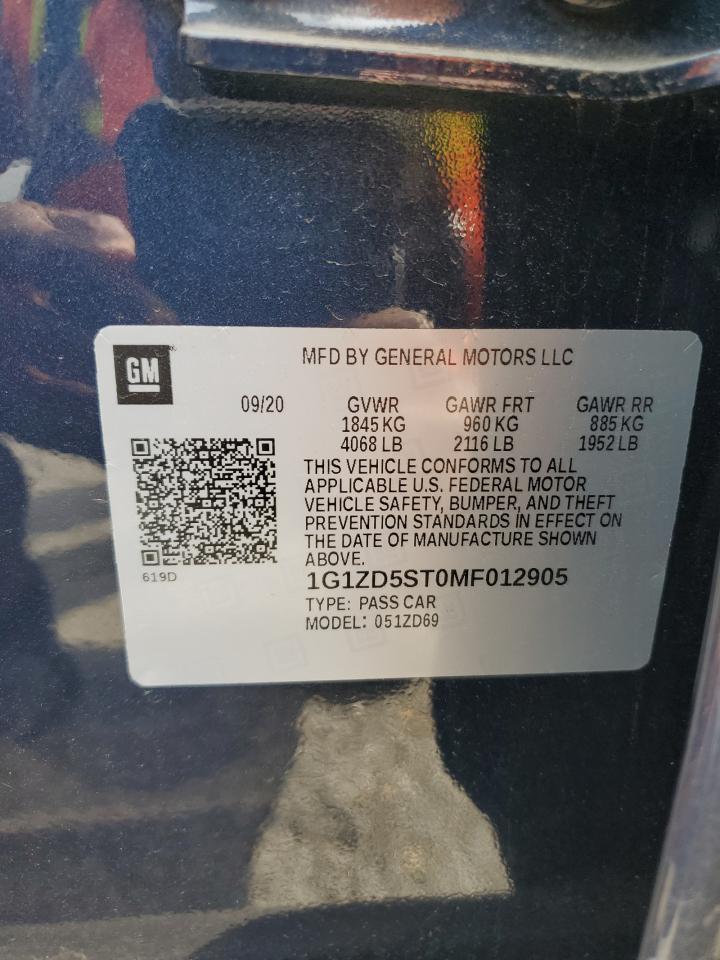 GM
MFD BY GENERAL MOTORS LLC
09/20 GVWR GAWR FRT GAWR RR
1845 KG 960 KG 885 KG
4068 LB 2116 LB 1952 LB
THIS VEHICLE CONFORMS TO ALL
APPLICABLE U.S. FEDERAL MOTOR
VEHICLE SAFETY, BUMPER, AND THEFT
PREVENTION STANDARDS IN EFFECT ON
THE DATE OF MANUFACTURE SHOWN
ABOVE.
619D
1G1ZD5ST0MF012905
TYPE: PASS CAR
MODEL: 051ZD69